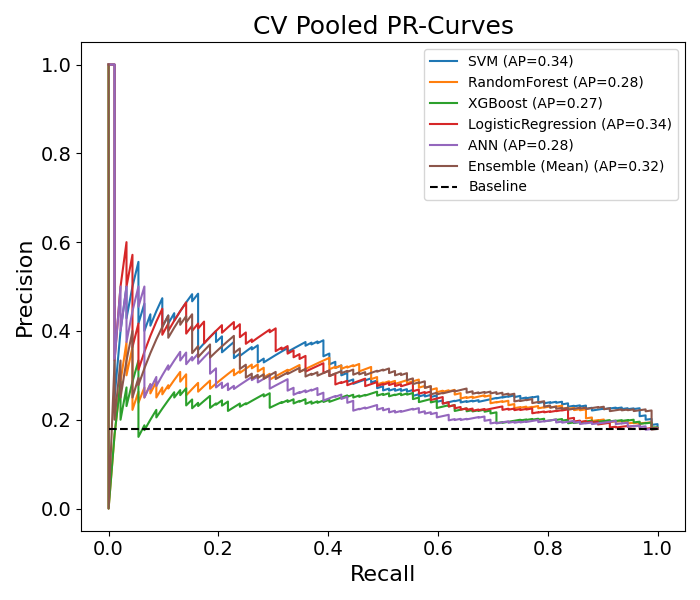 CV Pooled PR-Curves
SVM (AP=0.34)
RandomForest (AP=0.28)
XGBoost (AP=0.27)
LogisticRegression (AP=0.34)
ANN (AP=0.28)
Ensemble (Mean) (AP=0.32)
Baseline
Precision
1.0
0.8
0.6
0.4
0.2
0.0
0.0 0.2 0.4 0.6 0.8 1.0
Recall